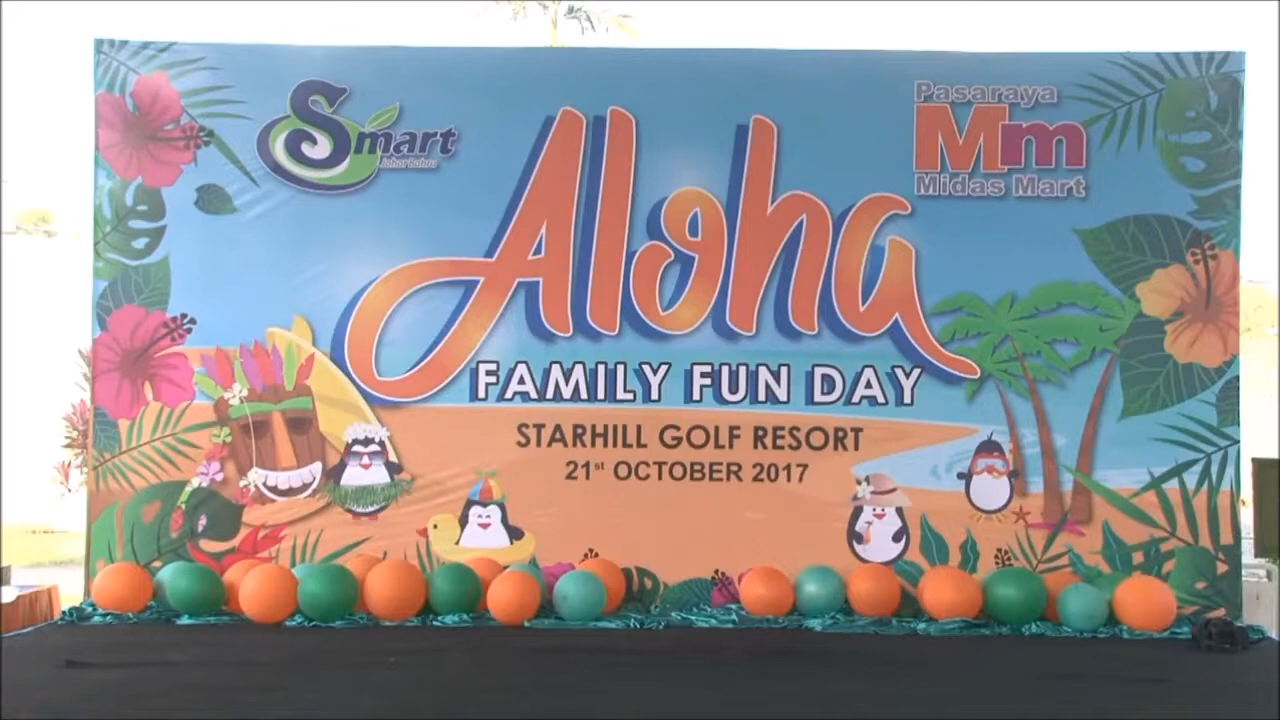 Smart
Johor Bahru
Pasaraya
Mm
Midas Mart
Aloha
FAMILY FUN DAY
STARHILL GOLF RESORT
21st OCTOBER 2017